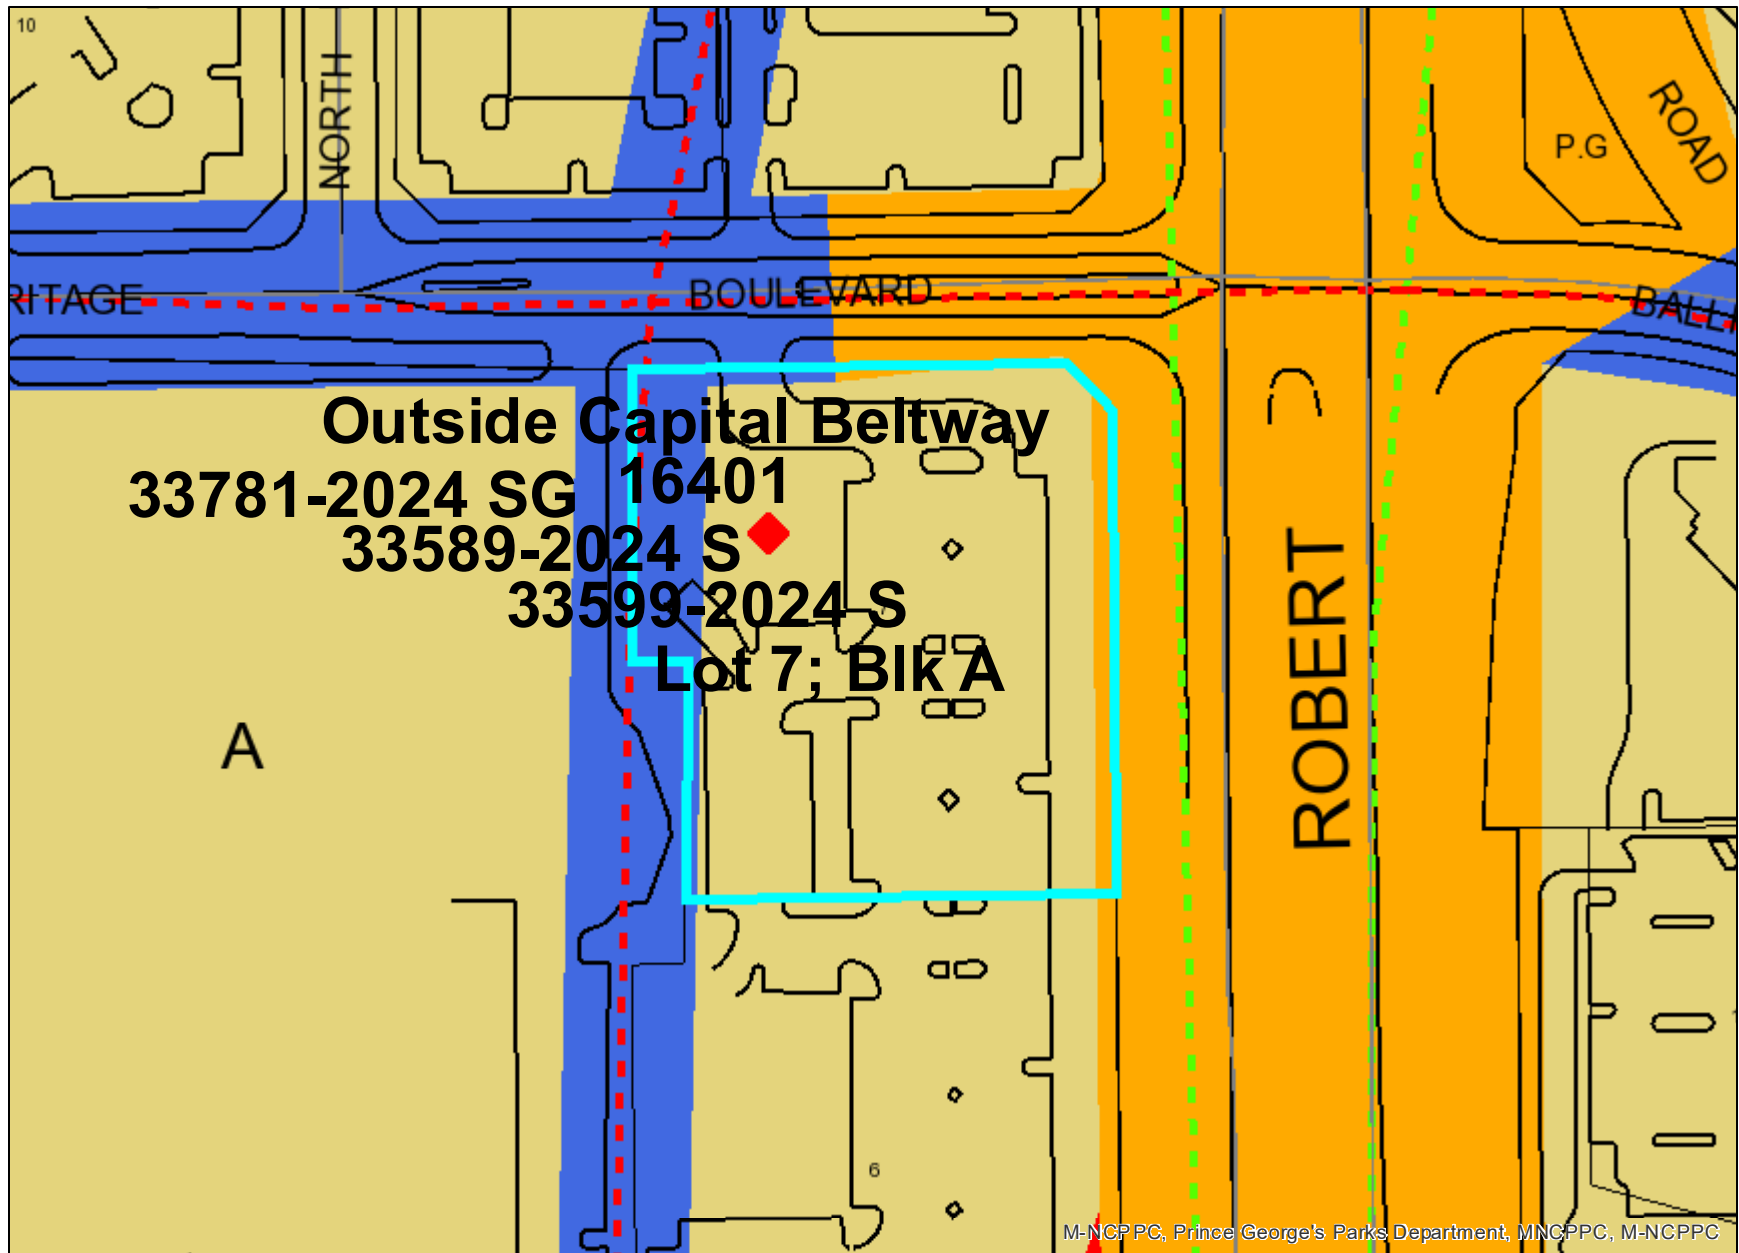 10
NORTH
P.G
ROAD
RITAGE
BOULEVARD
BALLI
Outside Capital Beltway
16401
33781-2024 SG
33589-2024 S
33599-2024 S
Lot 7; Blk A
ROBERT
A
6
M-NCPPC, Prince George's Parks Department, MNCPPC, M-NCPPC